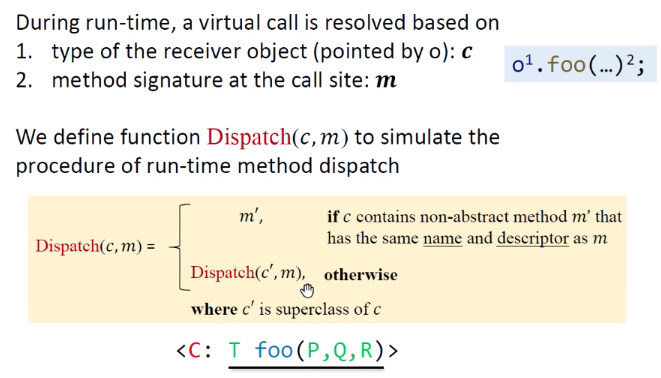 During run-time, a virtual call is resolved based on
1. type of the receiver object (pointed by o): c
2. method signature at the call site: m
o¹.foo(…)²;
We define function Dispatch(c, m) to simulate the
procedure of run-time method dispatch
Dispatch(c, m) =
m′, if c contains non-abstract method m′ that
has the same name and descriptor as m
Dispatch(c′, m), otherwise
where c′ is superclass of c
<C: T foo(P,Q,R)>